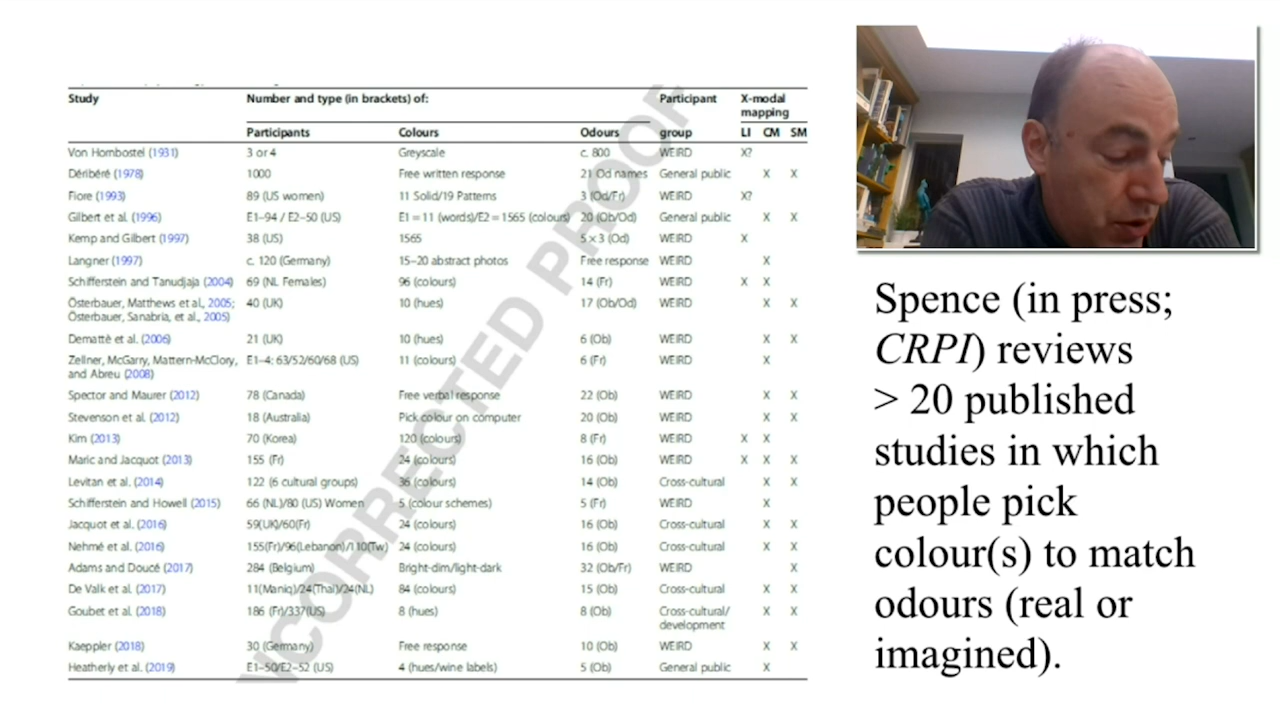 Study Number and type (in brackets) of: Participant X-modal
mapping
Participants Colours Odours group LI CM SM
Von Hornbostel (1931) 3 or 4 Greyscale c. 800 WEIRD X?
Déribéré (1978) 1000 Free written response 21 Od names General public X X
Fiore (1993) 89 (US women) 11 Solid/19 Patterns 3 (Od/Fr) WEIRD X?
Gilbert et al. (1996) E1–94 / E2–50 (US) E1 = 11 (words)/E2 = 1565 (colours) 20 (Ob/Od) General public X X
Kemp and Gilbert (1997) 38 (US) 1565 5 × 3 (Od) WEIRD X
Langner (1997) c. 120 (Germany) 15–20 abstract photos Free response WEIRD X
Schifferstein and Tanudjaja (2004) 69 (NL Females) 96 (colours) 14 (Fr) WEIRD X X
Österbauer, Matthews et al., 2005; 40 (UK) 10 (hues) 17 (Ob/Od) WEIRD X X
Österbauer, Sanabria, et al., 2005)
Demattè et al. (2006) 21 (UK) 10 (hues) 6 (Ob) WEIRD X X
Zellner, McGarry, Mattern-McClory, E1–4: 63/52/60/68 (US) 11 (colours) 6 (Fr) WEIRD X
and Abreu (2008)
Spector and Maurer (2012) 78 (Canada) Free verbal response 22 (Ob) WEIRD X X
Stevenson et al. (2012) 18 (Australia) Pick colour on computer 20 (Ob) WEIRD X X
Kim (2013) 70 (Korea) 120 (colours) 8 (Fr) WEIRD X X
Maric and Jacquot (2013) 155 (Fr) 24 (colours) 16 (Ob) WEIRD X X X
Levitan et al. (2014) 122 (6 cultural groups) 36 (colours) 14 (Ob) Cross-cultural X X
Schifferstein and Howell (2015) 66 (NL)/80 (US) Women 5 (colour schemes) 5 (Fr) WEIRD X
Jacquot et al. (2016) 59(UK)/60(Fr) 24 (colours) 16 (Ob) Cross-cultural X X
Nehmé et al. (2016) 155(Fr)/96(Lebanon)/110(Tw) 24 (colours) 16 (Ob) Cross-cultural X X
Adams and Doucé (2017) 284 (Belgium) Bright-dim/light-dark 32 (Ob/Fr) WEIRD X
De Valk et al. (2017) 11(Maniq)/24(Thai)/24(NL) 84 (colours) 15 (Ob) Cross-cultural X X
Goubet et al. (2018) 186 (Fr)/337(US) 8 (hues) 8 (Ob) Cross-cultural/ X X
development
Kaeppler (2018) 30 (Germany) Free response 10 (Ob) WEIRD X X
Heatherly et al. (2019) E1–50/E2–52 (US) 4 (hues/wine labels) 5 (Ob) General public X
NCORRECTED PROOF
Spence (in press;
CRPI) reviews
> 20 published
studies in which
people pick
colour(s) to match
odours (real or
imagined).